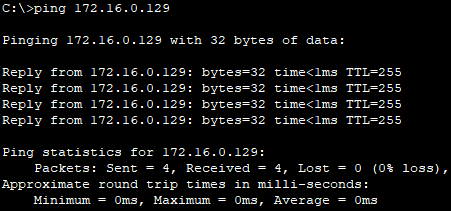 C:\>ping 172.16.0.129
Pinging 172.16.0.129 with 32 bytes of data:
Reply from 172.16.0.129: bytes=32 time<1ms TTL=255
Reply from 172.16.0.129: bytes=32 time<1ms TTL=255
Reply from 172.16.0.129: bytes=32 time<1ms TTL=255
Reply from 172.16.0.129: bytes=32 time<1ms TTL=255
Ping statistics for 172.16.0.129:
    Packets: Sent = 4, Received = 4, Lost = 0 (0% loss),
Approximate round trip times in milli-seconds:
    Minimum = 0ms, Maximum = 0ms, Average = 0ms